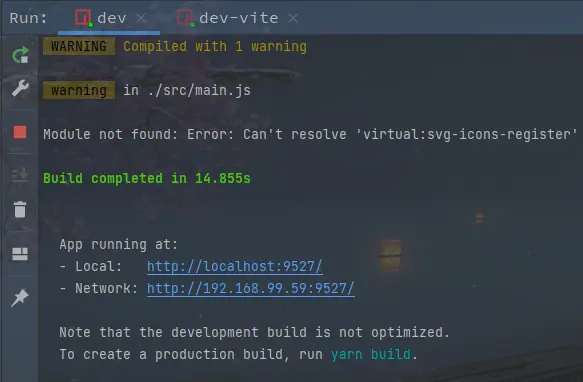 Run: dev × dev-vite ×
WARNING Compiled with 1 warning
warning in ./src/main.js
Module not found: Error: Can't resolve 'virtual:svg-icons-register'
Build completed in 14.855s
App running at:
- Local: http://localhost:9527/
- Network: http://192.168.99.59:9527/
Note that the development build is not optimized.
To create a production build, run yarn build.